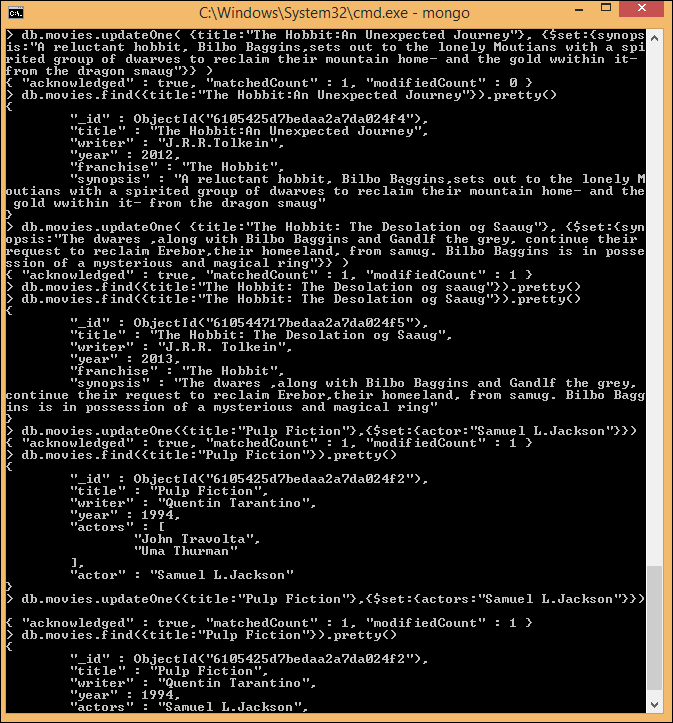 C:\Windows\System32\cmd.exe - mongo
> db.movies.updateOne( {title:"The Hobbit:An Unexpected Journey"}, {$set:{synops
is:"A reluctant hobbit, Bilbo Baggins,sets out to the lonely Moutians with a spi
rited group of dwarves to reclaim their mountain home- and the gold wwithin it-
from the dragon smaug"}} )
{ "acknowledged" : true, "matchedCount" : 1, "modifiedCount" : 0 }
> db.movies.find({title:"The Hobbit:An Unexpected Journey"}).pretty()
{
"_id" : ObjectId("6105425d7bedaa2a7da024f4"),
"title" : "The Hobbit:An Unexpected Journey",
"writer" : "J.R.R.Tolkein",
"year" : 2012,
"franchise" : "The Hobbit",
"synopsis" : "A reluctant hobbit, Bilbo Baggins,sets out to the lonely M
outians with a spirited group of dwarves to reclaim their mountain home- and the
gold wwithin it- from the dragon smaug"
}
> db.movies.updateOne( {title:"The Hobbit: The Desolation og Saaug"}, {$set:{syn
opsis:"The dwares ,along with Bilbo Baggins and Gandlf the grey, continue their
request to reclaim Erebor,their homeeland, from samug. Bilbo Baggins is in posse
ssion of a mysterious and magical ring"}} )
{ "acknowledged" : true, "matchedCount" : 1, "modifiedCount" : 1 }
> db.movies.find({title:"The Hobbit: The Desolation og saaug"}).pretty()
> db.movies.find({title:"The Hobbit: The Desolation og Saaug"}).pretty()
{
"_id" : ObjectId("610544717bedaa2a7da024f5"),
"title" : "The Hobbit: The Desolation og Saaug",
"writer" : "J.R.R. Tolkein",
"year" : 2013,
"franchise" : "The Hobbit",
"synopsis" : "The dwares ,along with Bilbo Baggins and Gandlf the grey,
continue their request to reclaim Erebor,their homeeland, from samug. Bilbo Bagg
ins is in possession of a mysterious and magical ring"
}
> db.movies.updateOne({title:"Pulp Fiction"},{$set:{actor:"Samuel L.Jackson"}})
{ "acknowledged" : true, "matchedCount" : 1, "modifiedCount" : 1 }
> db.movies.find({title:"Pulp Fiction"}).pretty()
{
"_id" : ObjectId("6105425d7bedaa2a7da024f2"),
"title" : "Pulp Fiction",
"writer" : "Quentin Tarantino",
"year" : 1994,
"actors" : [
"John Travolta",
"Uma Thurman"
],
"actor" : "Samuel L.Jackson"
}
> db.movies.updateOne({title:"Pulp Fiction"},{$set:{actors:"Samuel L.Jackson"}})
{ "acknowledged" : true, "matchedCount" : 1, "modifiedCount" : 1 }
> db.movies.find({title:"Pulp Fiction"}).pretty()
{
"_id" : ObjectId("6105425d7bedaa2a7da024f2"),
"title" : "Pulp Fiction",
"writer" : "Quentin Tarantino",
"year" : 1994,
"actors" : "Samuel L.Jackson",